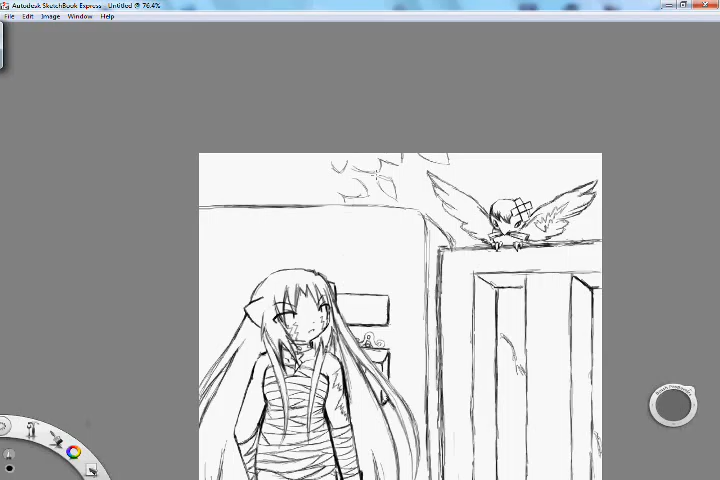 Autodesk SketchBook Express - Untitled @ 76.4%
File Edit Image Window Help